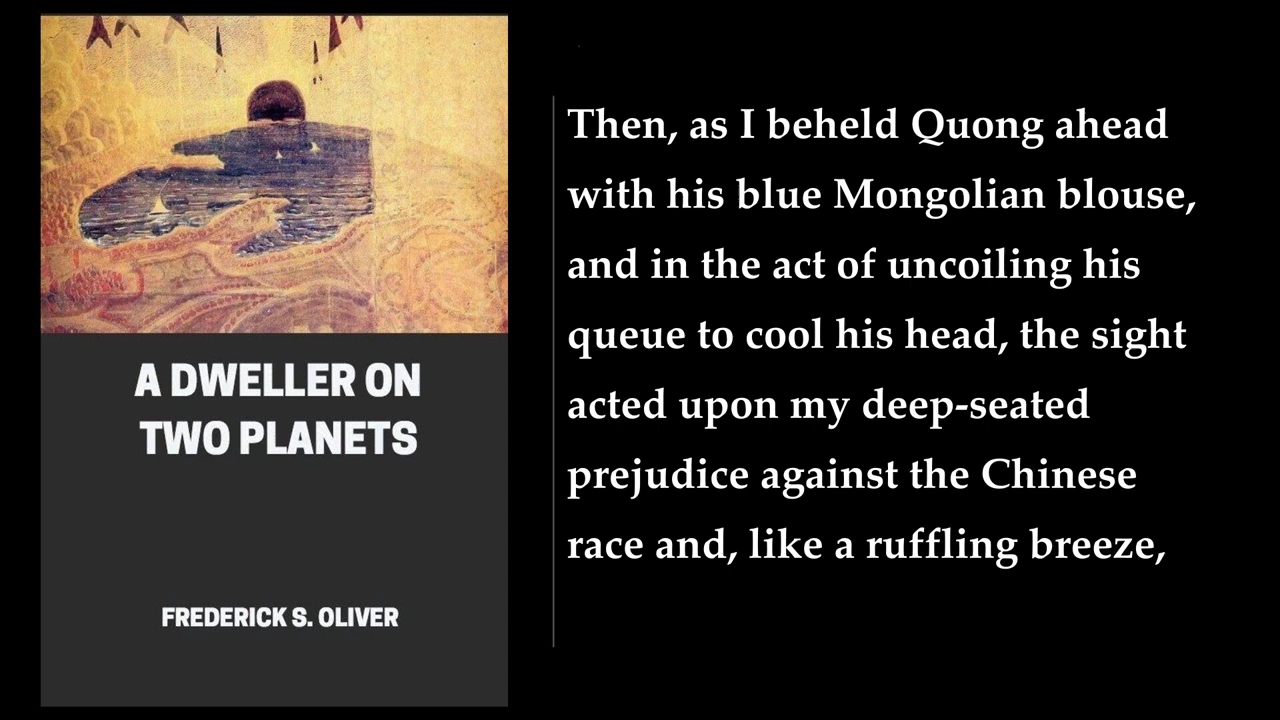 A DWELLER ON
TWO PLANETS
FREDERICK S. OLIVER
Then, as I beheld Quong ahead
with his blue Mongolian blouse,
and in the act of uncoiling his
queue to cool his head, the sight
acted upon my deep-seated
prejudice against the Chinese
race and, like a ruffling breeze,